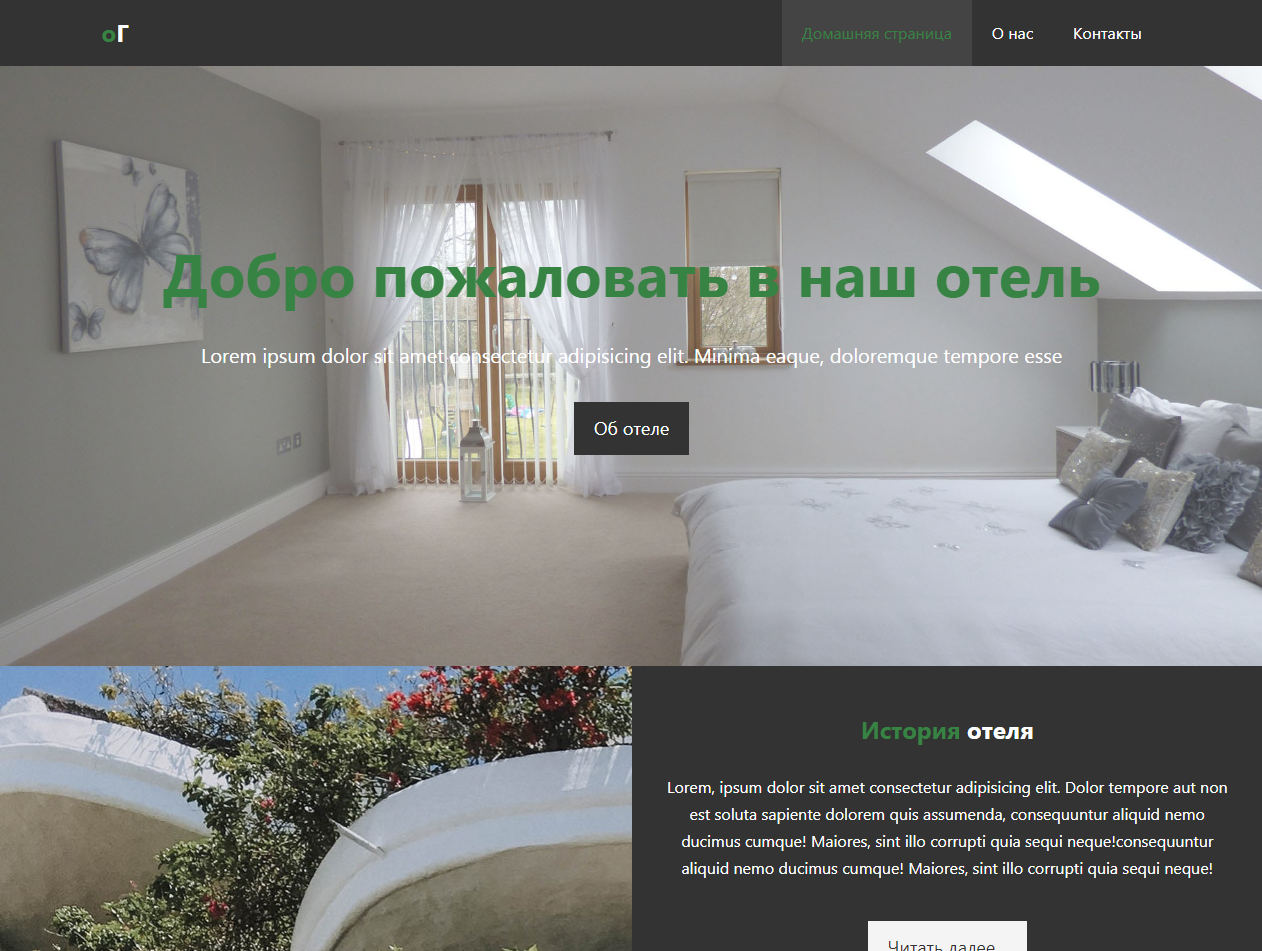 оГ
Домашняя страница О нас Контакты
Добро пожаловать в наш отель
Lorem ipsum dolor sit amet consectetur adipisicing elit. Minima eaque, doloremque tempore esse
Об отеле
История отеля
Lorem, ipsum dolor sit amet consectetur adipisicing elit. Dolor tempore aut non
est soluta sapiente dolorem quis assumenda, consequuntur aliquid nemo
ducimus cumque! Maiores, sint illo corrupti quia sequi neque!consequuntur
aliquid nemo ducimus cumque! Maiores, sint illo corrupti quia sequi neque!
Читать далее